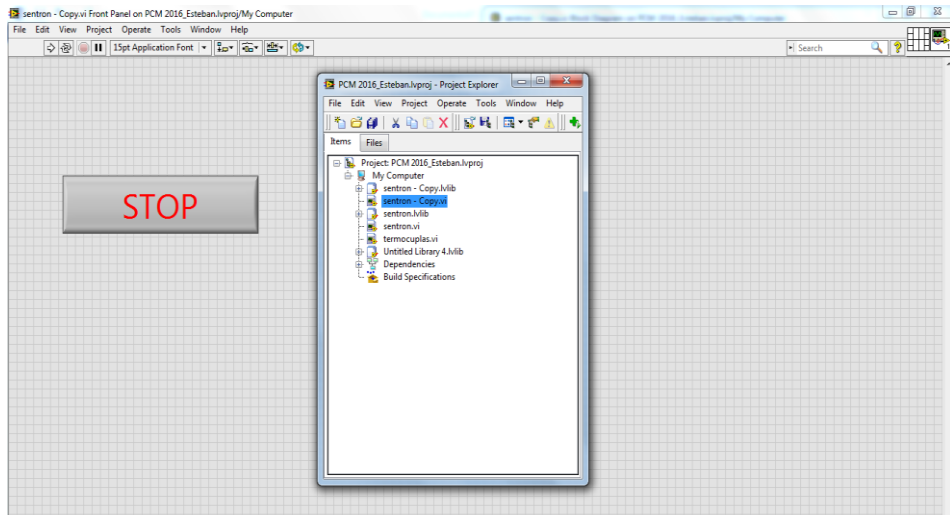 sentron - Copy.vi Front Panel on PCM 2016_Esteban.lvproj/My Computer
File Edit View Project Operate Tools Window Help
15pt Application Font
Search
STOP
PCM 2016_Esteban.lvproj - Project Explorer
File Edit View Project Operate Tools Window Help
Items Files
Project: PCM 2016_Esteban.lvproj
My Computer
sentron - Copy.lvlib
sentron - Copy.vi
sentron.lvlib
sentron.vi
termocuplas.vi
Untitled Library 4.lvlib
Dependencies
Build Specifications